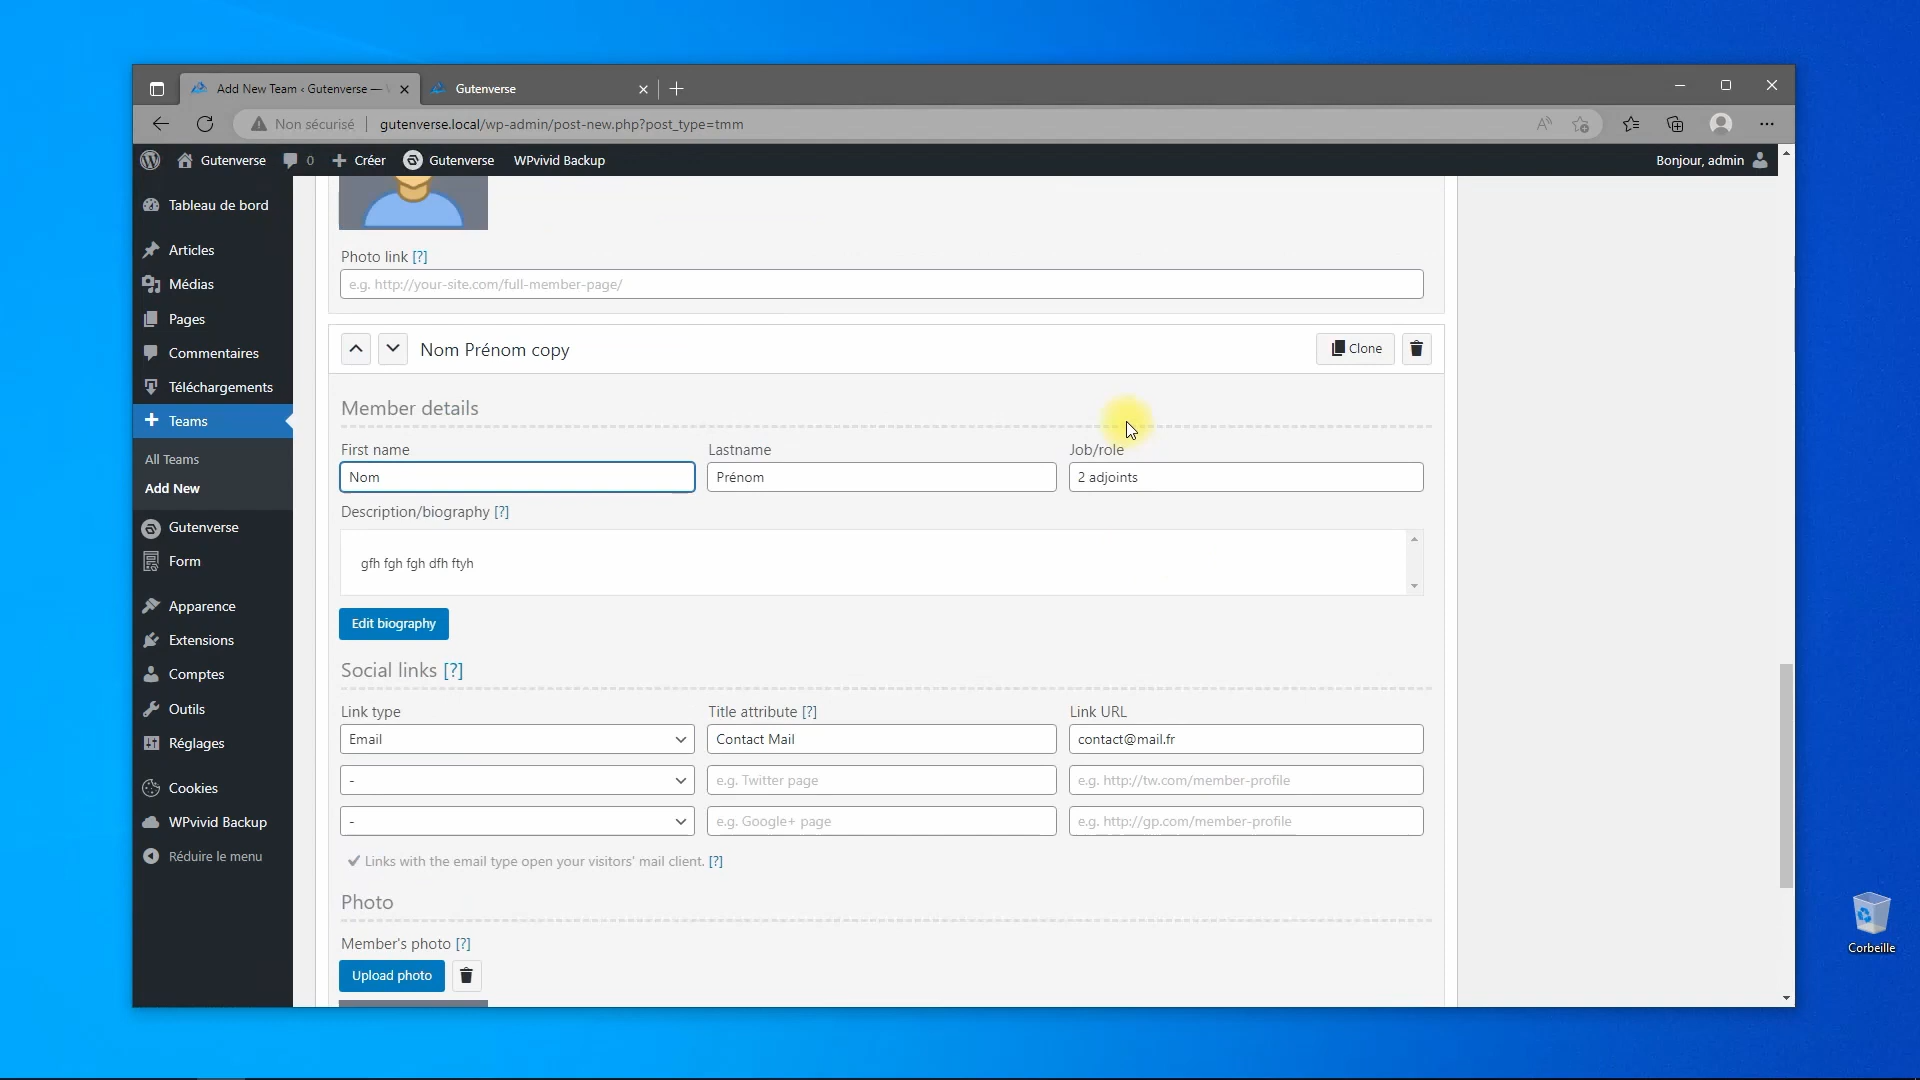 Add New Team ‹ Gutenverse —
Gutenverse
Non sécurisé
gutenverse.local/wp-admin/post-new.php?post_type=tmm
Gutenverse
0
Créer
Gutenverse
WPvivid Backup
Bonjour, admin
Tableau de bord
Articles
Médias
Pages
Commentaires
Téléchargements
Teams
All Teams
Add New
Gutenverse
Form
Apparence
Extensions
Comptes
Outils
Réglages
Cookies
WPvivid Backup
Réduire le menu
Photo link [?]
e.g. http://your-site.com/full-member-page/
Nom Prénom copy
Clone
Member details
First name
Lastname
Job/role
Nom
Prénom
2 adjoints
Description/biography [?]
gfh fgh fgh dfh ftyh
Edit biography
Social links [?]
Link type
Title attribute [?]
Link URL
Email
Contact Mail
contact@mail.fr
-
e.g. Twitter page
e.g. http://tw.com/member-profile
-
e.g. Google+ page
e.g. http://gp.com/member-profile
Links with the email type open your visitors' mail client. [?]
Photo
Member's photo [?]
Upload photo
Corbeille